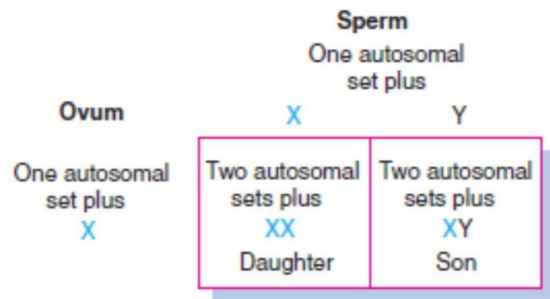 Sperm
One autosomal
set plus
Ovum
X Y
One autosomal
set plus
X
Two autosomal
sets plus
XX
Daughter
Two autosomal
sets plus
XY
Son